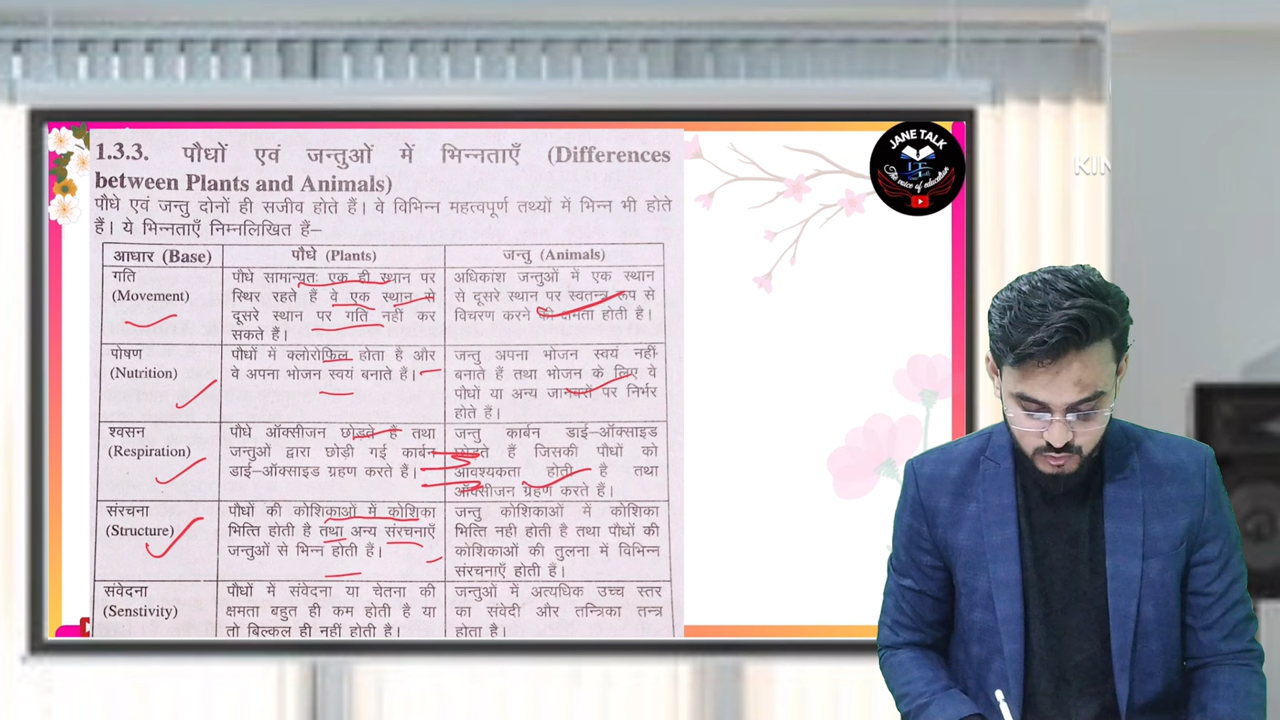 1.3.3. पौधों एवं जन्तुओं में भिन्नताएँ (Differences
between Plants and Animals)
पौधे एवं जन्तु दोनों ही सजीव होते हैं। वे विभिन्न महत्वपूर्ण तथ्यों में भिन्न भी होते
हैं। ये भिन्नताएँ निम्नलिखित हैं–
आधार (Base) पौधे (Plants) जन्तु (Animals)
गति
(Movement)
पौधे सामान्यतः एक ही स्थान पर
स्थिर रहते हैं वे एक स्थान से
दूसरे स्थान पर गति नहीं कर
सकते हैं।
अधिकाश जन्तुओं में एक स्थान
से दूसरे स्थान पर स्वतन्त्र रूप से
विचरण करने की क्षमता होती है।
पोषण
(Nutrition)
पौधों में क्लोरोफिल होता है और
वे अपना भोजन स्वयं बनाते हैं।
जन्तु अपना भोजन स्वयं नहीं
बनाते हैं तथा भोजन के लिए वे
पौधों या अन्य जानवरों पर निर्भर
होते हैं।
श्वसन
(Respiration)
पौधे ऑक्सीजन छोड़ते हैं तथा
जन्तुओं द्वारा छोड़ी गई कार्बन
डाई–ऑक्साइड ग्रहण करते हैं।
जन्तु कार्बन डाई–ऑक्साइड
छोड़ते हैं जिसकी पौधों को
आवश्यकता होती है तथा
ऑक्सीजन ग्रहण करते हैं।
संरचना
(Structure)
पौधों की कोशिकाओं में कोशिका
भित्ति होती है तथा अन्य संरचनाएँ
जन्तुओं से भिन्न होती हैं।
जन्तु कोशिकाओं में कोशिका
भित्ति नही होती है तथा पौधों की
कोशिकाओं की तुलना में विभिन्न
संरचनाएँ होती हैं।
संवेदना
(Senstivity)
पौधों में संवेदना या चेतना की
क्षमता बहुत ही कम होती है या
तो बिल्कुल ही नहीं होती है।
जन्तुओं में अत्यधिक उच्च स्तर
का संवेदी और तन्त्रिका तन्त्र
होता है।
JANE TALK
JT
The voice of education
KIN